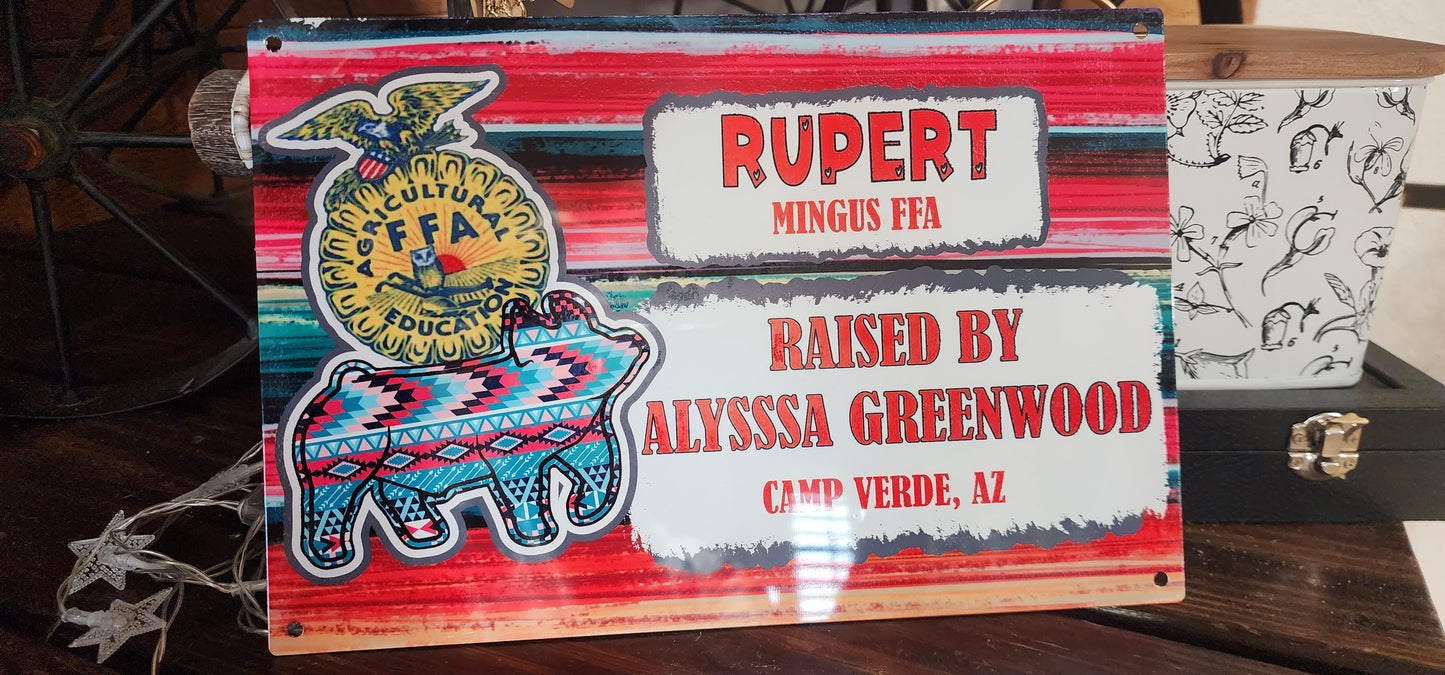 AGRICULTURAL
FFA
EDUCATION
RUPERT
MINGUS FFA
RAISED BY
ALYSSSA GREENWOOD
CAMP VERDE, AZ